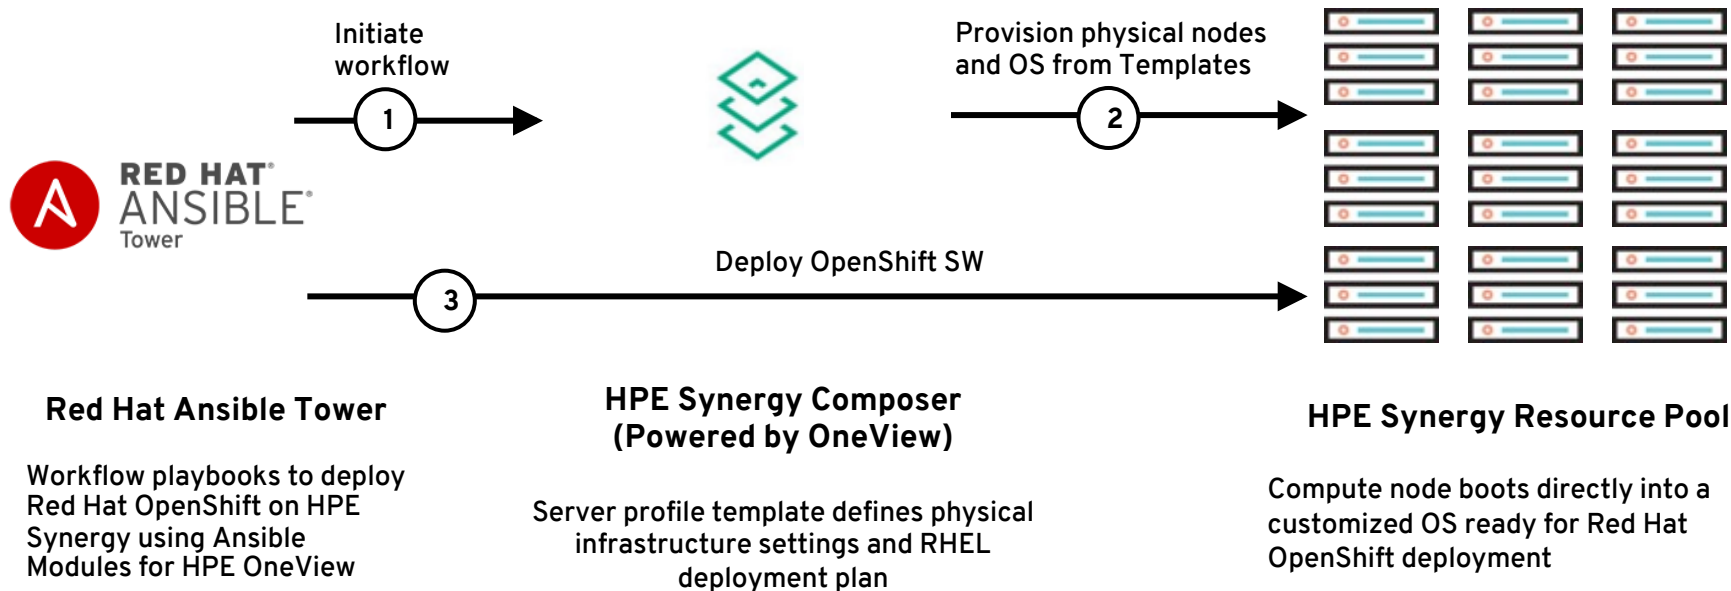 Initiate
workflow
1
Provision physical nodes
and OS from Templates
2
RED HAT®
ANSIBLE®
Tower
Deploy OpenShift SW
3
Red Hat Ansible Tower
Workflow playbooks to deploy
Red Hat OpenShift on HPE
Synergy using Ansible
Modules for HPE OneView
HPE Synergy Composer
(Powered by OneView)
Server profile template defines physical
infrastructure settings and RHEL
deployment plan
HPE Synergy Resource Pool
Compute node boots directly into a
customized OS ready for Red Hat
OpenShift deployment